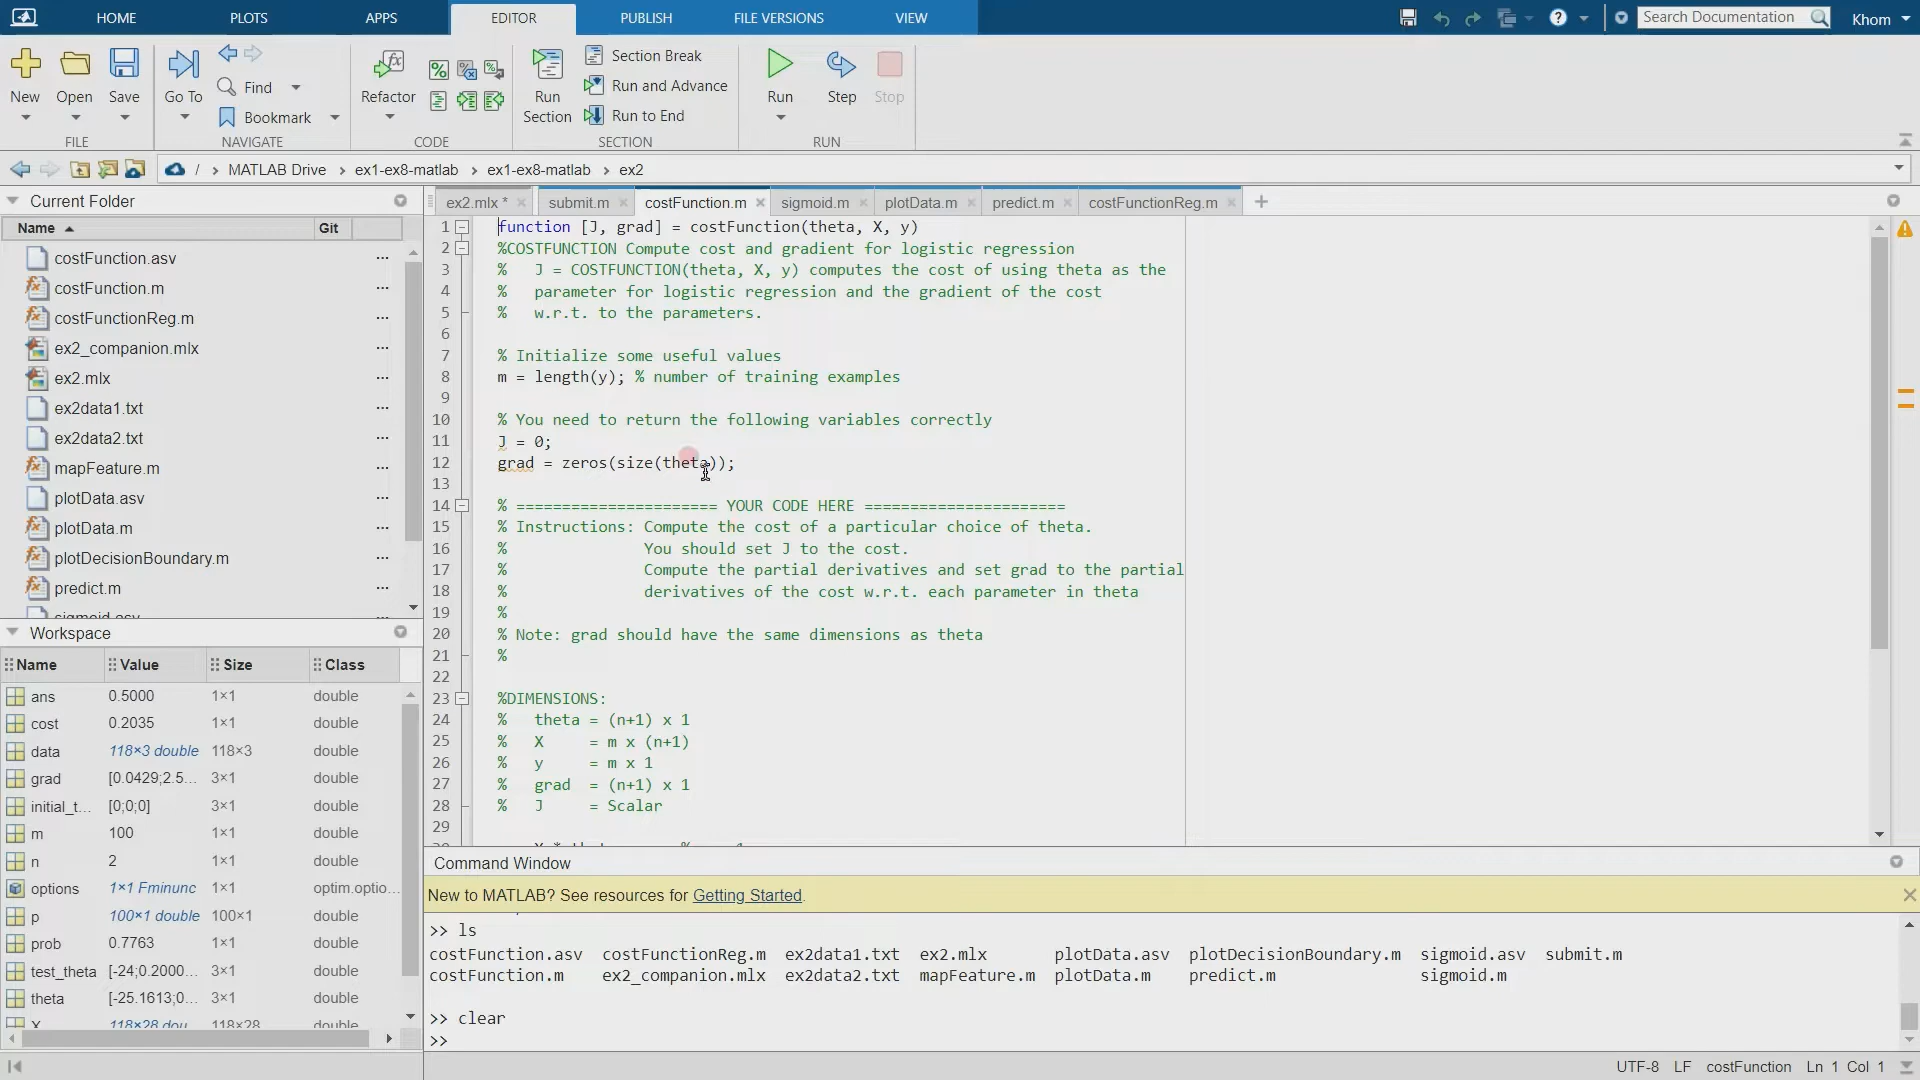 HOME PLOTS APPS EDITOR PUBLISH FILE VERSIONS VIEW
Search Documentation
Khom
New Open Save
FILE
Go To
Find
Bookmark
NAVIGATE
Refactor
CODE
Run
Section
Section Break
Run and Advance
Run to End
SECTION
Run Step Stop
RUN
/ › MATLAB Drive › ex1-ex8-matlab › ex1-ex8-matlab › ex2
Current Folder
Name Git
costFunction.asv
costFunction.m
costFunctionReg.m
ex2_companion.mlx
ex2.mlx
ex2data1.txt
ex2data2.txt
mapFeature.m
plotData.asv
plotData.m
plotDecisionBoundary.m
predict.m
sigmoid.asv
Workspace
Name Value Size Class
ans 0.5000 1×1 double
cost 0.2035 1×1 double
data 118×3 double 118×3 double
grad [0.0429;2.5... 3×1 double
initial_t... [0;0;0] 3×1 double
m 100 1×1 double
n 2 1×1 double
options 1×1 Fminunc 1×1 optim.optio...
p 100×1 double 100×1 double
prob 0.7763 1×1 double
test_theta [-24;0.2000... 3×1 double
theta [-25.1613;0... 3×1 double
X 118×28 dou... 118×28 double
ex2.mlx * submit.m costFunction.m sigmoid.m plotData.m predict.m costFunctionReg.m
1 function [J, grad] = costFunction(theta, X, y)
2 %COSTFUNCTION Compute cost and gradient for logistic regression
3 % J = COSTFUNCTION(theta, X, y) computes the cost of using theta as the
4 % parameter for logistic regression and the gradient of the cost
5 % w.r.t. to the parameters.
6
7 % Initialize some useful values
8 m = length(y); % number of training examples
9
10 % You need to return the following variables correctly
11 J = 0;
12 grad = zeros(size(theta));
13
14 % ====================== YOUR CODE HERE ======================
15 % Instructions: Compute the cost of a particular choice of theta.
16 % You should set J to the cost.
17 % Compute the partial derivatives and set grad to the partial
18 % derivatives of the cost w.r.t. each parameter in theta
19 %
20 % Note: grad should have the same dimensions as theta
21 %
22
23 %DIMENSIONS:
24 % theta = (n+1) x 1
25 % X = m x (n+1)
26 % y = m x 1
27 % grad = (n+1) x 1
28 % J = Scalar
29
Command Window
New to MATLAB? See resources for Getting Started.
>> ls
costFunction.asv costFunctionReg.m ex2data1.txt ex2.mlx plotData.asv plotDecisionBoundary.m sigmoid.asv submit.m
costFunction.m ex2_companion.mlx ex2data2.txt mapFeature.m plotData.m predict.m sigmoid.m
>> clear
>>
UTF-8 LF costFunction Ln 1 Col 1